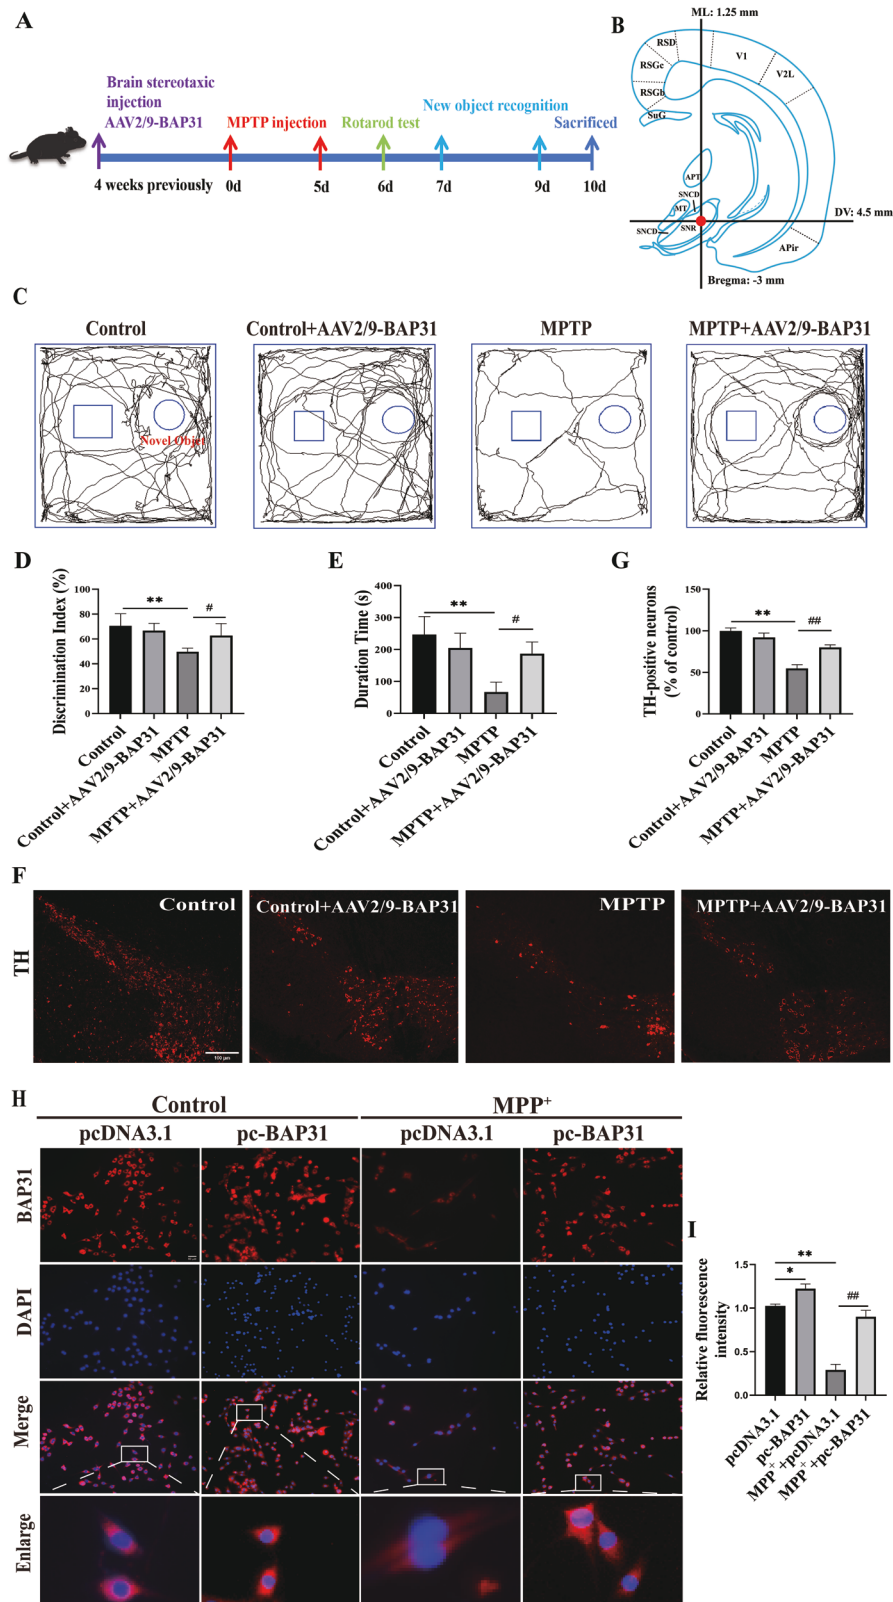 A
Brain stereotaxic
injection
AAV2/9-BAP31
MPTP injection
Rotarod test
New object recognition
Sacrificed
4 weeks previously
0d
5d
6d
7d
9d
10d
B
ML: 1.25 mm
RSD
RSGc
RSGb
SuG
V1
V2L
APT
SNCD
MT
SNCD
SNR
DV: 4.5 mm
APir
Bregma: -3 mm
C
Control
Control+AAV2/9-BAP31
MPTP
MPTP+AAV2/9-BAP31
Novel Objet
D
Discrimination Index (%)
100
80
60
40
20
0
**
#
Control
Control+AAV2/9-BAP31
MPTP
MPTP+AAV2/9-BAP31
E
Duration Time (s)
400
300
200
100
0
**
#
Control
Control+AAV2/9-BAP31
MPTP
MPTP+AAV2/9-BAP31
G
TH-positive neurons
(% of control)
150
100
50
0
**
##
Control
Control+AAV2/9-BAP31
MPTP
MPTP+AAV2/9-BAP31
F
TH
Control
Control+AAV2/9-BAP31
MPTP
MPTP+AAV2/9-BAP31
100 μm
H
Control
MPP+
pcDNA3.1
pc-BAP31
pcDNA3.1
pc-BAP31
BAP31
DAPI
Merge
Enlarge
I
Relative fluorescence
intensity
1.5
1.0
0.5
0.0
**
*
##
pcDNA3.1
pc-BAP31
MPP++pcDNA3.1
MPP++pc-BAP31